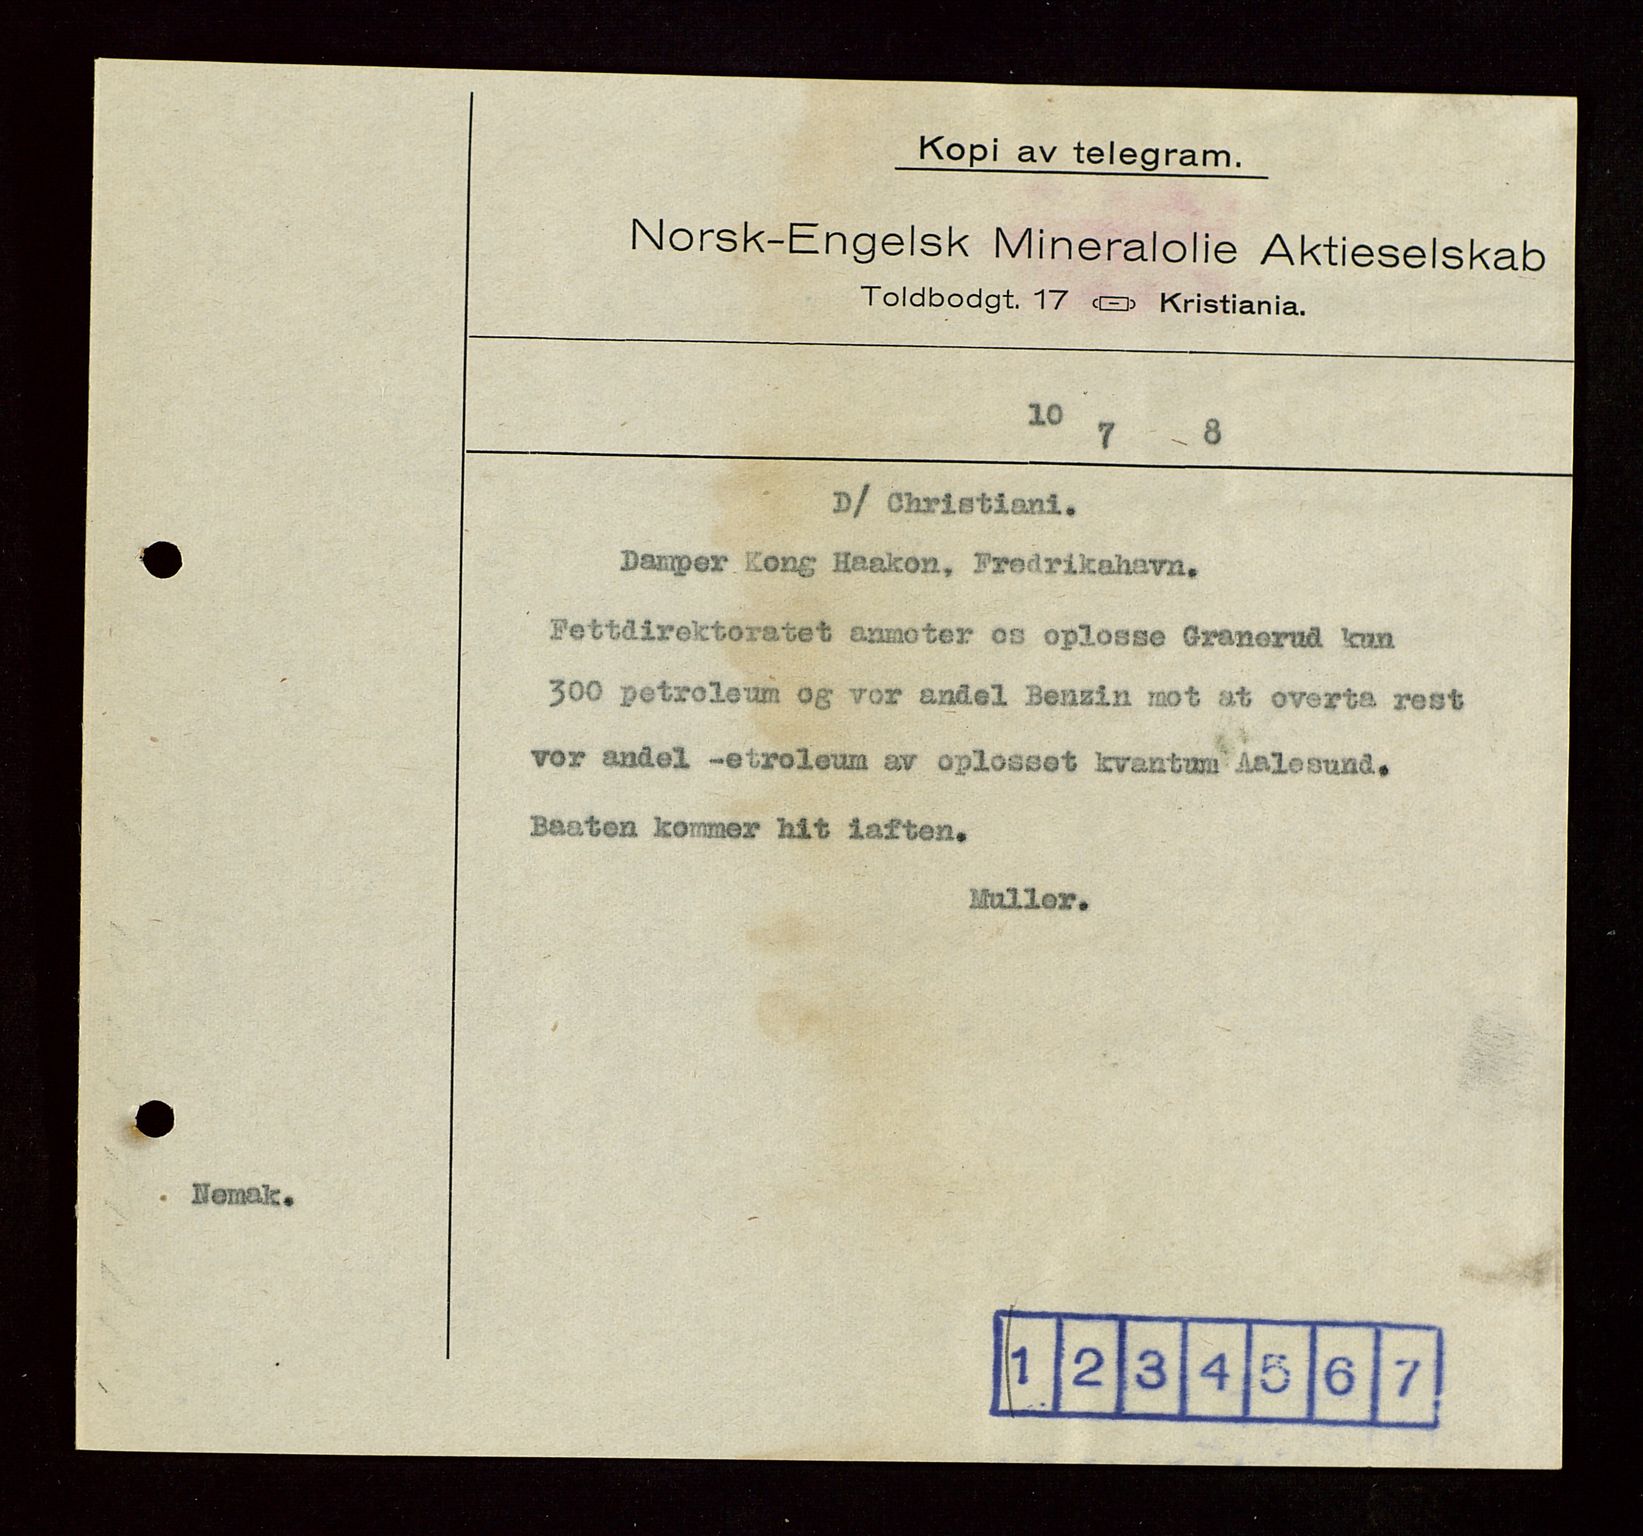 Kopi av telegram.
Norsk-Engelsk Mineralolie Aktieselskab
Toldbodgt. 17 Kristiania.
10 7 8
D/ Christiani.
Damper Kong Haakon, Fredrikahavn.
Fettdirektoratet anmoter os oplosse Granerud kun
300 petroleum og vor andel Benzin mot at overta rest
vor andel -etroleum av oplosset kvantum Aalesund.
Baaten kommer hit iaften.
Muller.
Nemak.
1 2 3 4 5 6 7